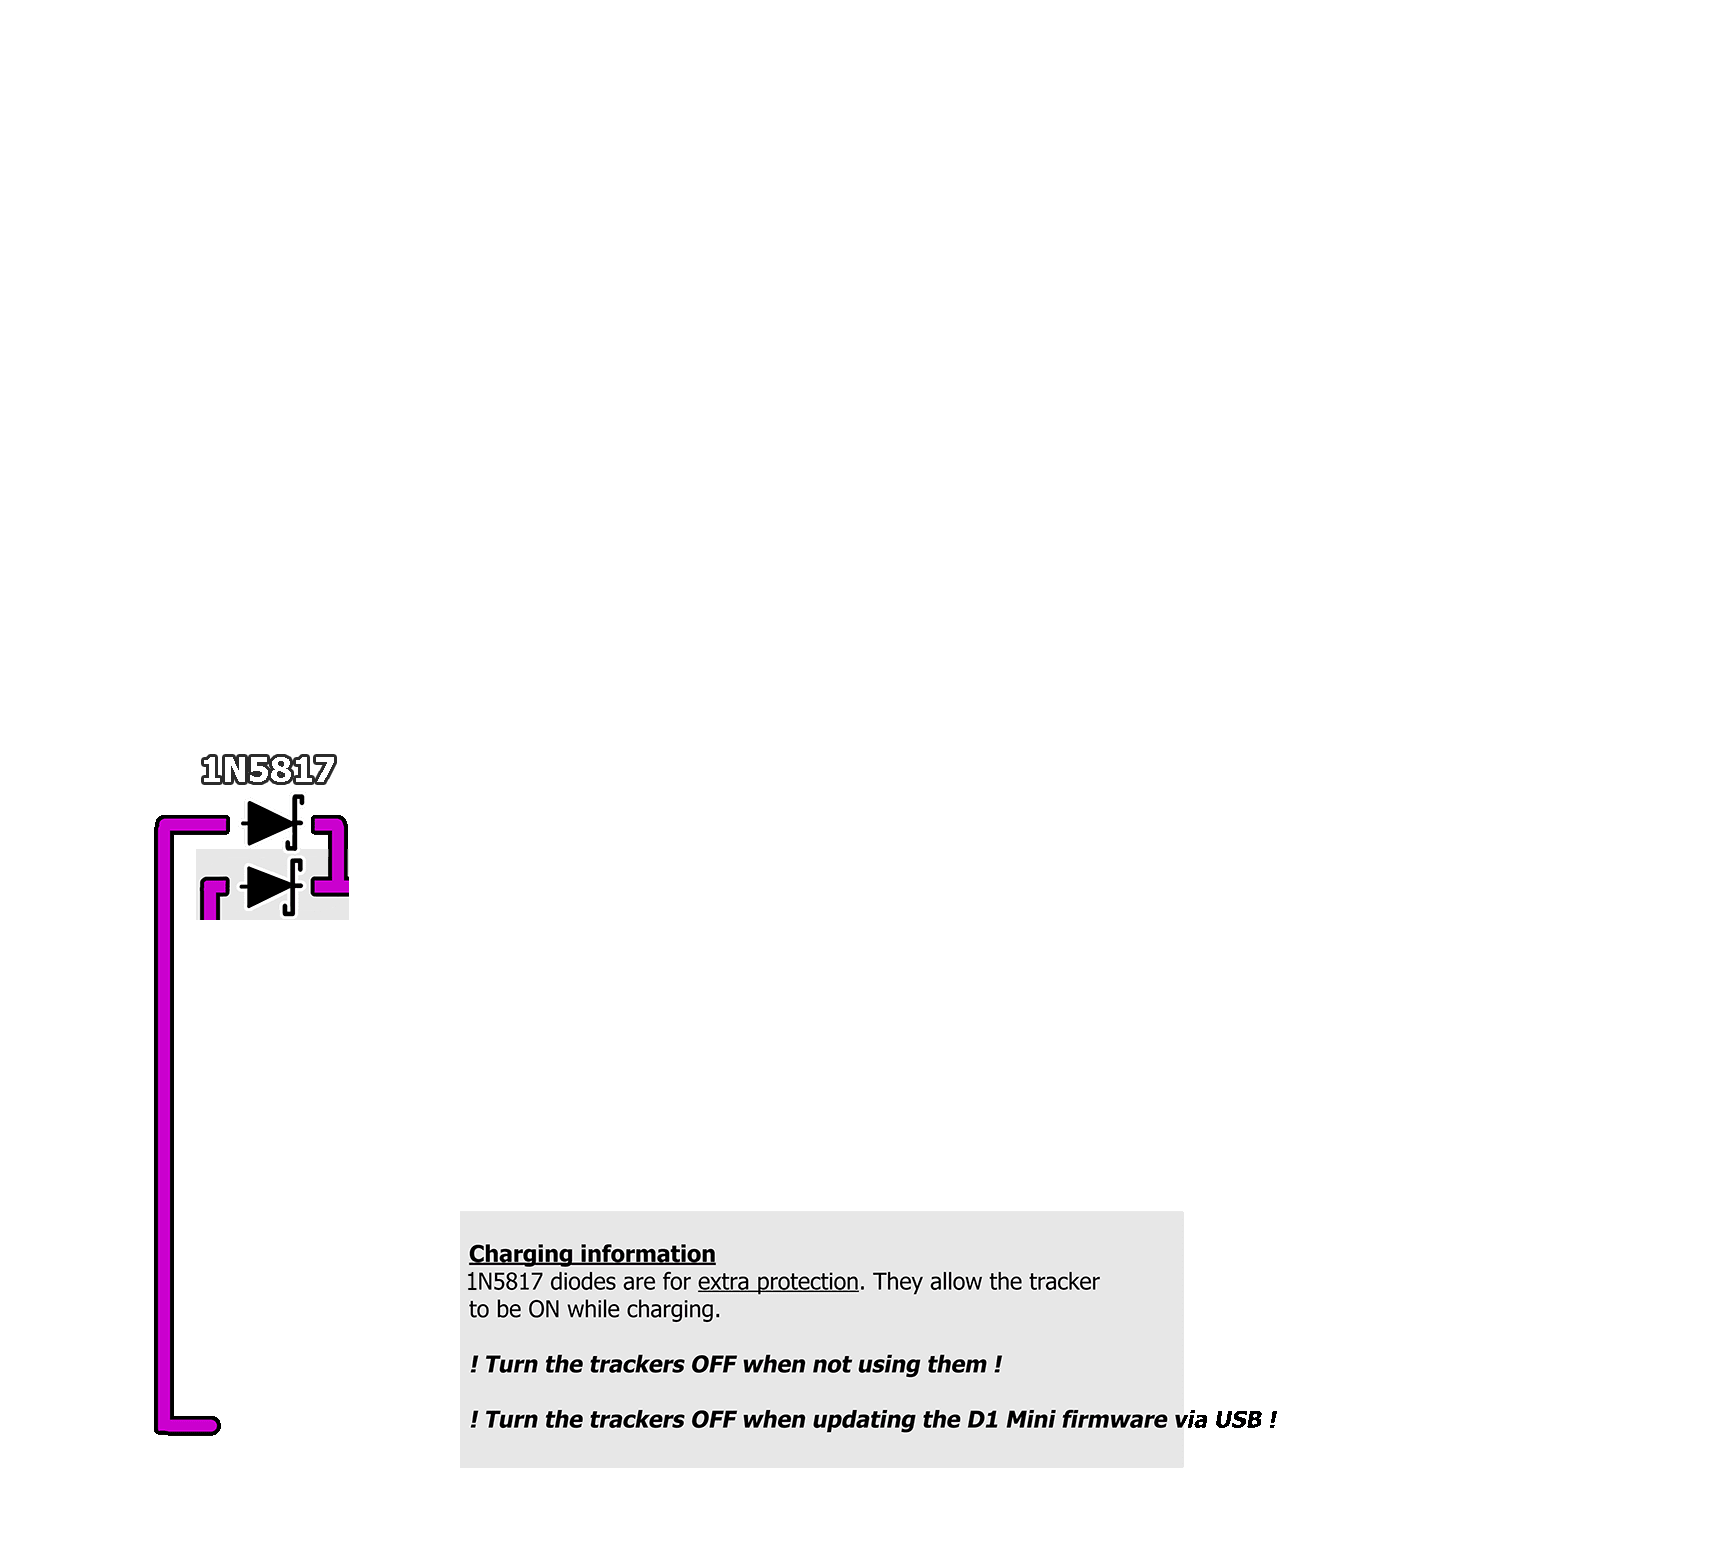 1N5817
Charging information
1N5817 diodes are for extra protection. They allow the tracker
to be ON while charging.
! Turn the trackers OFF when not using them !
! Turn the trackers OFF when updating the D1 Mini firmware via USB !